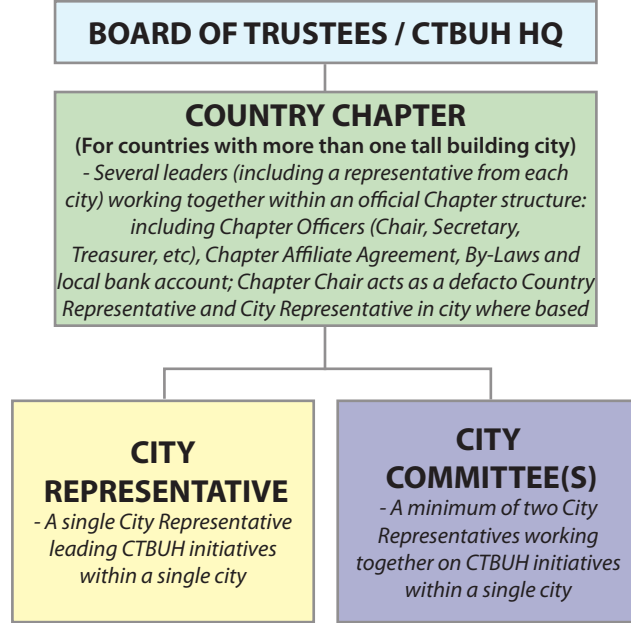 BOARD OF TRUSTEES / CTBUH HQ
COUNTRY CHAPTER
(For countries with more than one tall building city)
- Several leaders (including a representative from each
city) working together within an official Chapter structure:
including Chapter Officers (Chair, Secretary,
Treasurer, etc), Chapter Affiliate Agreement, By-Laws and
local bank account; Chapter Chair acts as a defacto Country
Representative and City Representative in city where based
CITY
REPRESENTATIVE
- A single City Representative
leading CTBUH initiatives
within a single city
CITY
COMMITTEE(S)
- A minimum of two City
Representatives working
together on CTBUH initiatives
within a single city